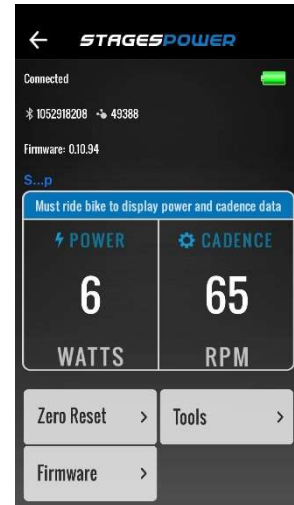 STAGESPOWER
Connected
1052918208 49388
Firmware: 0.10.94
S...p
Must ride bike to display power and cadence data
POWER CADENCE
6 65
WATTS RPM
Zero Reset > Tools >
Firmware >